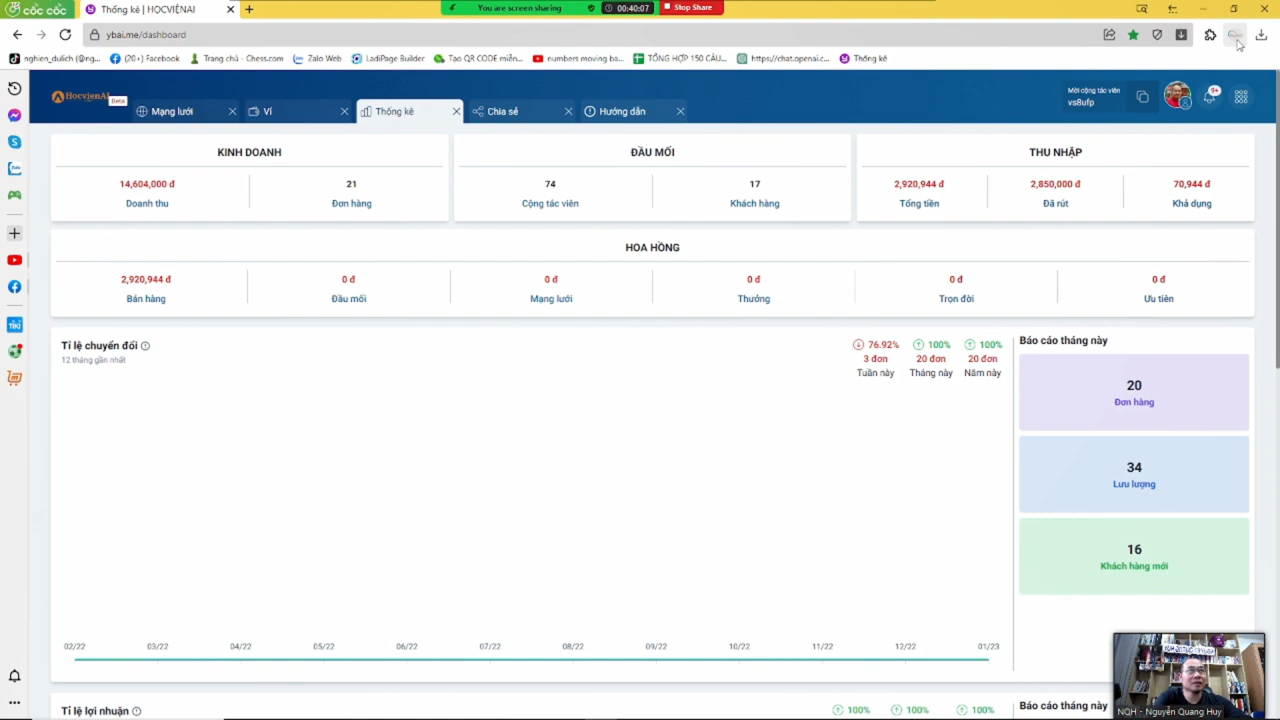 cốc cốc
Thống kê | HỌCVIỆNAI
You are screen sharing
00:40:07
Stop Share
ybai.me/dashboard
nghien_dulich (@ng...
(20+) Facebook
Trang chủ - Chess.com
Zalo Web
LadiPage Builder
Tạo QR CODE miễn...
numbers moving ba...
TỔNG HỢP 150 CÂU...
https://chat.openai.c...
Thống kê
HocvienAI
Beta
Mạng lưới
Ví
Thống kê
Chia sẻ
Hướng dẫn
Mời cộng tác viên
vs8ufp
9+
KINH DOANH
14,604,000 đ
Doanh thu
21
Đơn hàng
ĐẦU MỐI
74
Cộng tác viên
17
Khách hàng
THU NHẬP
2,920,944 đ
Tổng tiền
2,850,000 đ
Đã rút
70,944 đ
Khả dụng
HOA HỒNG
2,920,944 đ
Bán hàng
0 đ
Đầu mối
0 đ
Mạng lưới
0 đ
Thưởng
0 đ
Trọn đời
0 đ
Ưu tiên
Tỉ lệ chuyển đổi
12 tháng gần nhất
76.92%
3 đơn
Tuần này
100%
20 đơn
Tháng này
100%
20 đơn
Năm này
Báo cáo tháng này
20
Đơn hàng
34
Lưu lượng
16
Khách hàng mới
02/22 03/22 04/22 05/22 06/22 07/22 08/22 09/22 10/22 11/22 12/22 01/23
Tỉ lệ lợi nhuận
100% 100% 100%
Báo cáo tháng này
NQH - Nguyễn Quang Huy
Zalo
TIKI